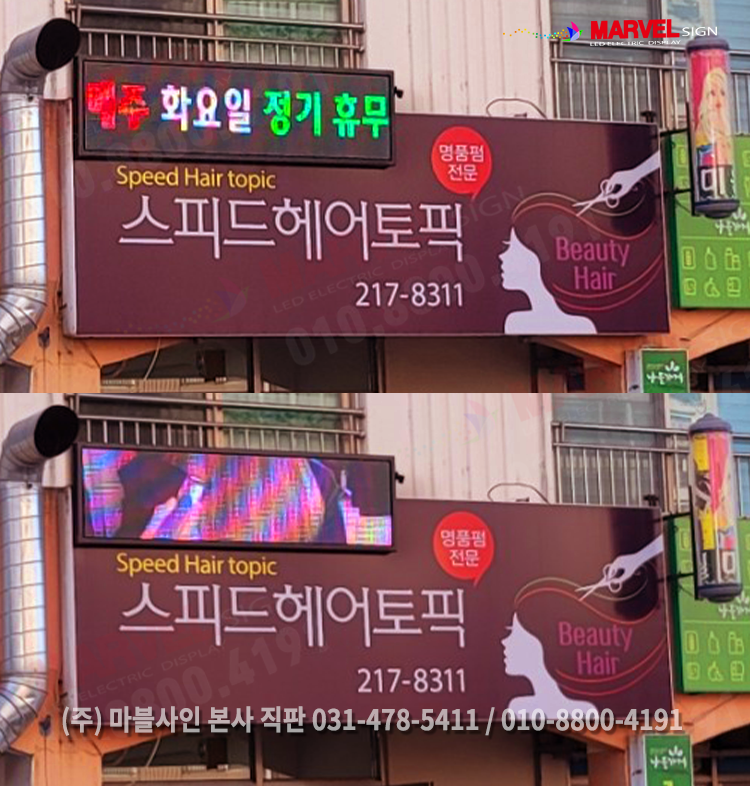 MARVEL SIGN
LED ELECTRIC DISPLAY
매주 화요일 정기 휴무
명품펌
전문
Speed Hair topic
스피드헤어토픽
Beauty
Hair
217-8311
명품펌
전문
Speed Hair topic
스피드헤어토픽
Beauty
Hair
217-8311
(주) 마블사인 본사 직판 031-478-5411 / 010-8800-4191